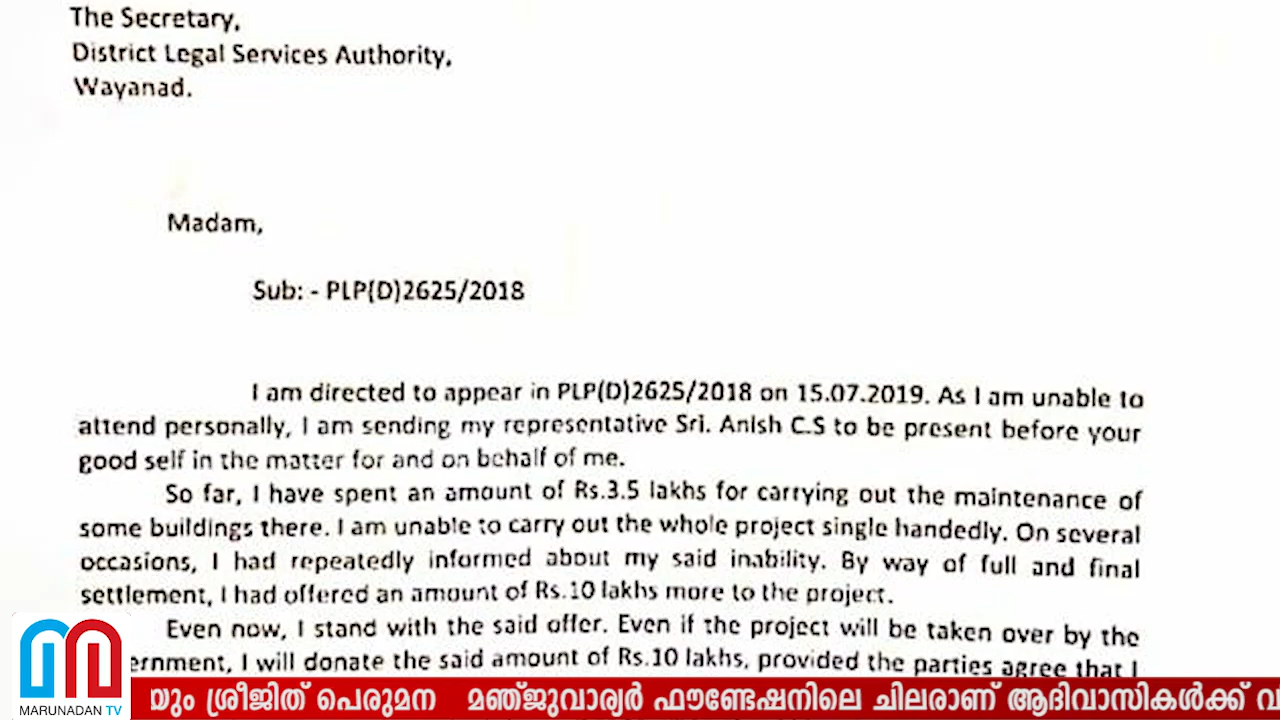 The Secretary,
District Legal Services Authority,
Wayanad.
Madam,
Sub: - PLP(D)2625/2018
I am directed to appear in PLP(D)2625/2018 on 15.07.2019. As I am unable to
attend personally, I am sending my representative Sri. Anish C.S to be present before your
good self in the matter for and on behalf of me.
So far, I have spent an amount of Rs.3.5 lakhs for carrying out the maintenance of
some buildings there. I am unable to carry out the whole project single handedly. On several
occasions, I had repeatedly informed about my said inability. By way of full and final
settlement, I had offered an amount of Rs.10 lakhs more to the project.
Even now, I stand with the said offer. Even if the project will be taken over by the
ernment, I will donate the said amount of Rs.10 lakhs, provided the parties agree that I
MARUNADAN TV
യും ശ്രീജിത് പെരുമന മഞ്ജുവാര്യർ ഫൗണ്ടേഷനിലെ ചിലരാണ് ആദിവാസികൾക്ക് വ